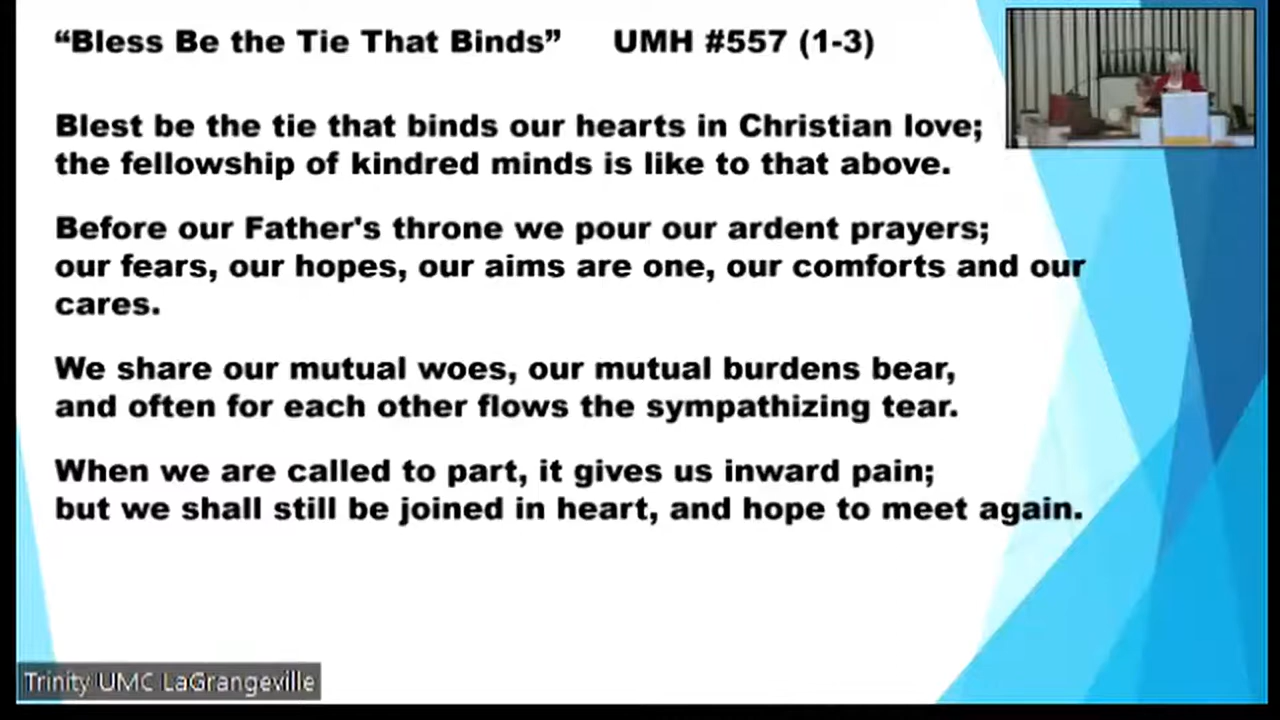 “Bless Be the Tie That Binds” UMH #557 (1-3)
Blest be the tie that binds our hearts in Christian love;
the fellowship of kindred minds is like to that above.
Before our Father's throne we pour our ardent prayers;
our fears, our hopes, our aims are one, our comforts and our
cares.
We share our mutual woes, our mutual burdens bear,
and often for each other flows the sympathizing tear.
When we are called to part, it gives us inward pain;
but we shall still be joined in heart, and hope to meet again.
Trinity UMC LaGrangeville